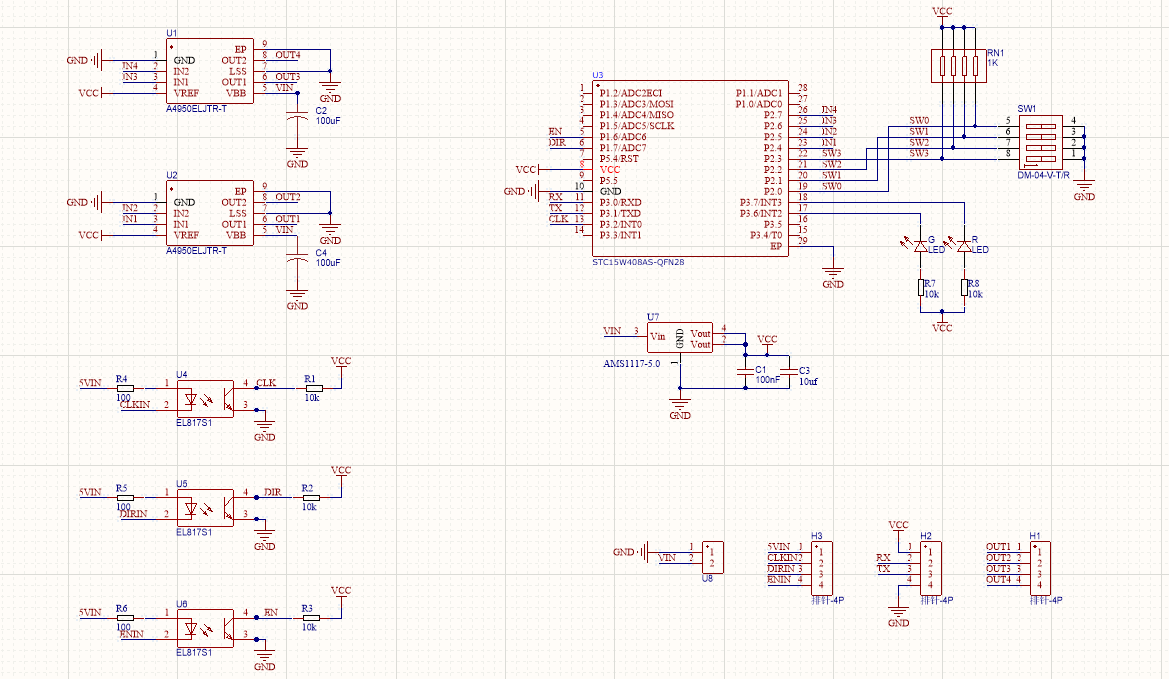 U1
GND 1 GND EP 9
IN4 2 IN2 OUT2 8 OUT4
IN3 3 IN1 LSS 7
OUT1 6 OUT3
VCC 4 VREF VBB 5 VIN
GND
A4950ELJTR-T
C2
100uF
GND
U2
GND 1 GND EP 9
IN2 2 IN2 OUT2 8 OUT2
IN1 3 IN1 LSS 7
OUT1 6 OUT1
VCC 4 VREF VBB 5 VIN
GND
A4950ELJTR-T
C4
100uF
GND
U3
1 P1.2/ADC2ECI P1.1/ADC1 28
2 P1.3/ADC3/MOSI P1.0/ADC0 27
3 P1.4/ADC4/MISO P2.7 26 IN4
4 P1.5/ADC5/SCLK P2.6 25 IN3
EN 5 P1.6/ADC6 P2.5 24 IN2
DIR 6 P1.7/ADC7 P2.4 23 IN1
7 P5.4/RST P2.3 22 SW3
VCC 8 VCC P2.2 21 SW2
9 P5.5 P2.1 20 SW1
GND 10 GND P2.0 19 SW0
RX 11 P3.0/RXD P3.7/INT3 18
TX 12 P3.1/TXD P3.6/INT2 17
CLK 13 P3.2/INT0 P3.5 16
14 P3.3/INT1 P3.4/T0 15
EP 29
STC15W408AS-QFN28
GND
VCC
RN1
1K
SW1
SW0 5 4
SW1 6 3
SW2 7 2
SW3 8 1
DM-04-V-T/R
GND
G
LED
R
LED
R7
10k
R8
10k
VCC
U7
VIN 3 Vin GND Vout 4
Vout 2
1
AMS1117-5.0
VCC
C1
100nF
C3
10uf
GND
VCC
U4
5VIN R4 1 4 CLK R1
100 10k
CLKIN 2 3
EL817S1
GND
VCC
U5
5VIN R5 1 4 DIR R2
100 10k
DIRIN 2 3
EL817S1
GND
VCC
U6
5VIN R6 1 4 EN R3
100 10k
ENIN 2 3
EL817S1
GND
GND 1 1
VIN 2 2
U8
H3
5VIN 1 1
CLKIN 2 2
DIRIN 3 3
ENIN 4 4
排针-4P
VCC
H2
1 1
RX 2 2
TX 3 3
4 4
排针-4P
GND
H1
OUT1 1 1
OUT2 2 2
OUT3 3 3
OUT4 4 4
排针-4P